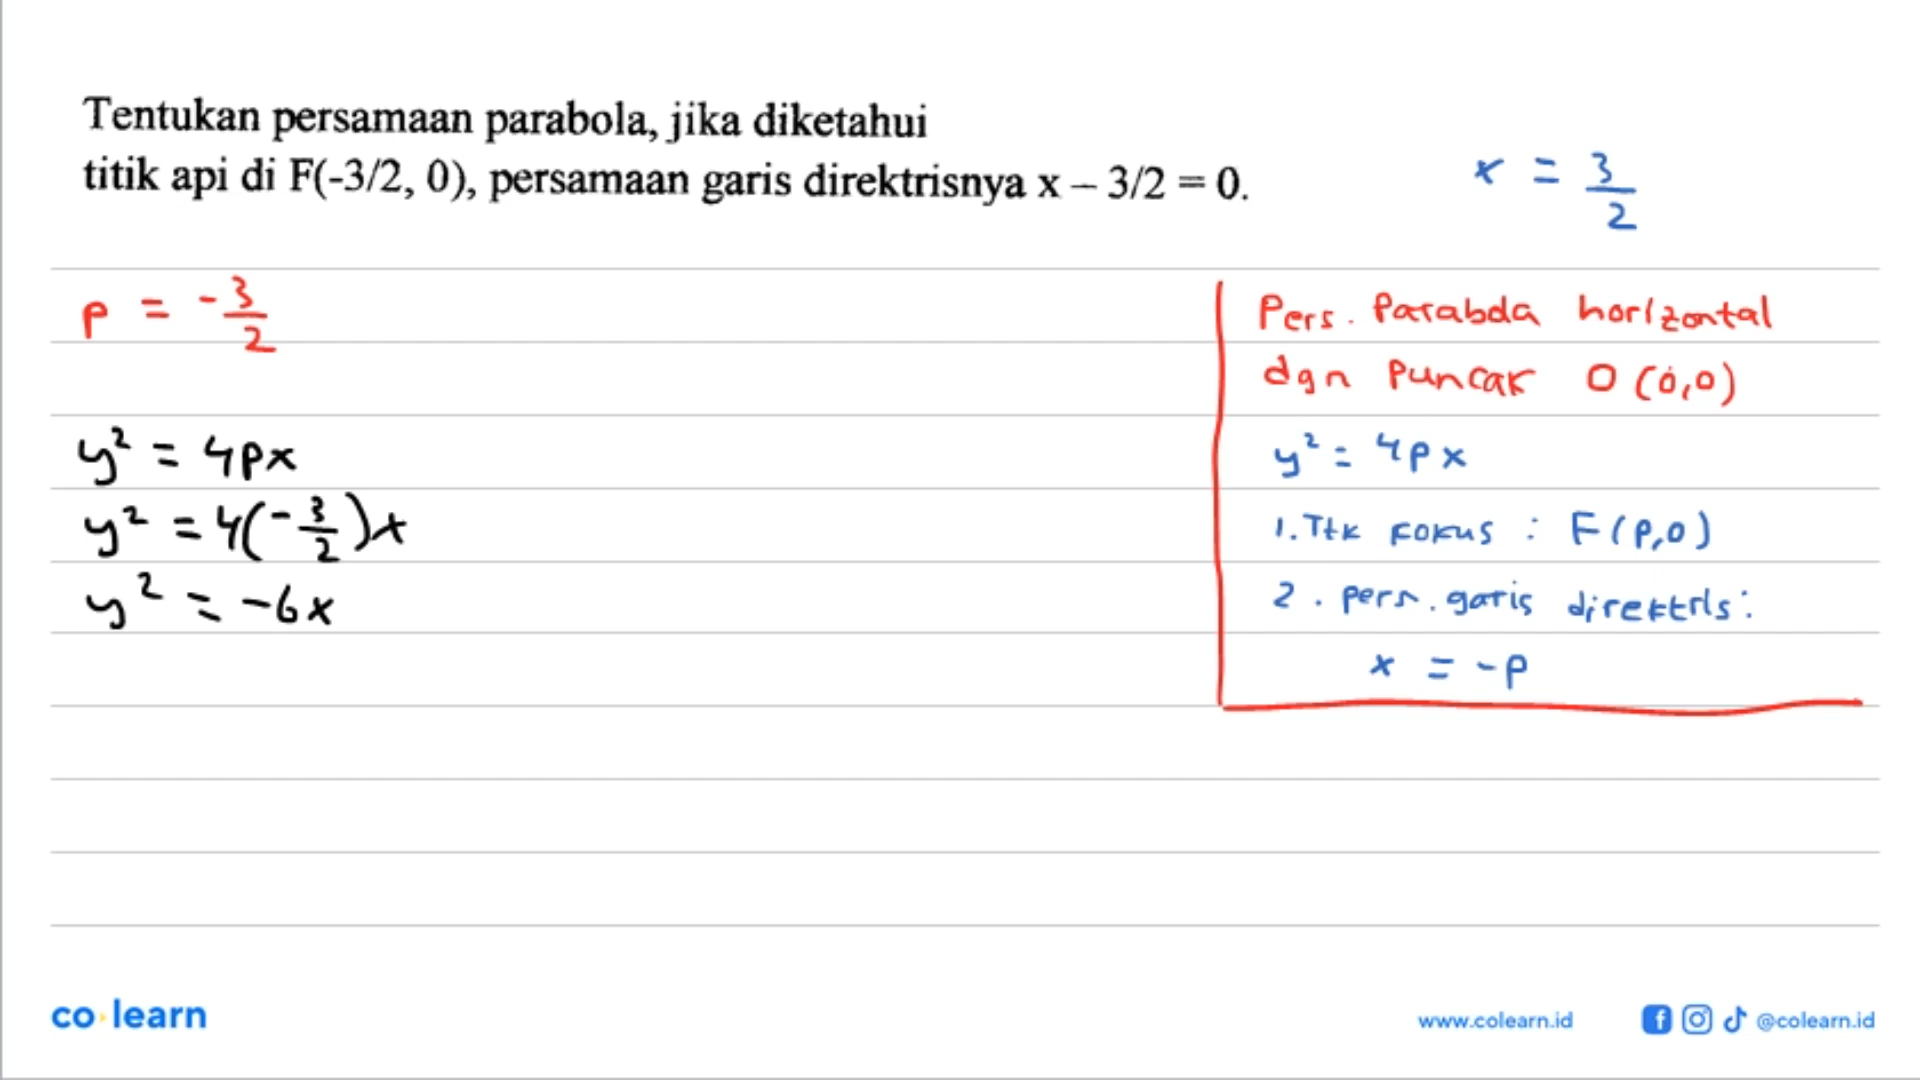 Tentukan persamaan parabola, jika diketahui
titik api di F(-3/2, 0), persamaan garis direktrisnya x – 3/2 = 0.
x = 3/2
p = -3/2
y² = 4px
y² = 4(-3/2)x
y² = -6x
Pers. Parabola horizontal
dgn Puncak O (0,0)
y² = 4px
1. Ttk Fokus : F(p,0)
2. pers. garis direktris:
x = -p
co learn
www.colearn.id
@colearn.id